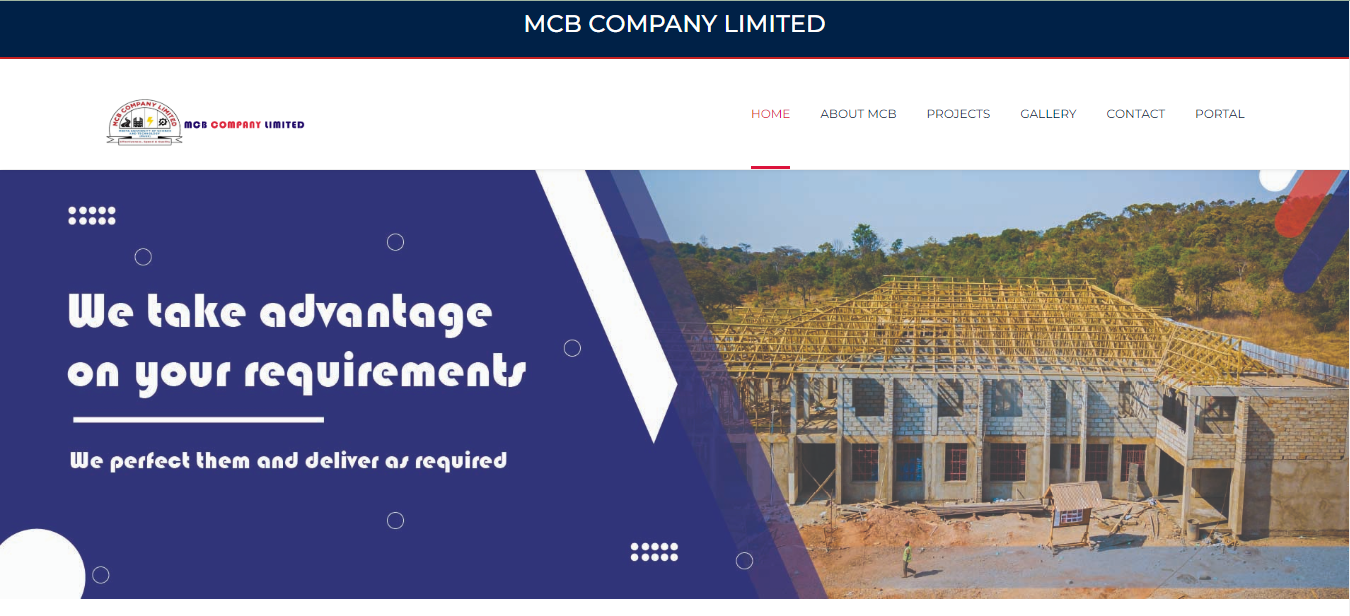 MCB COMPANY LIMITED
MCB COMPANY LIMITED
MCB COMPANY LIMITED
HOME
ABOUT MCB
PROJECTS
GALLERY
CONTACT
PORTAL
We take advantage
on your requirements
We perfect them and deliver as required